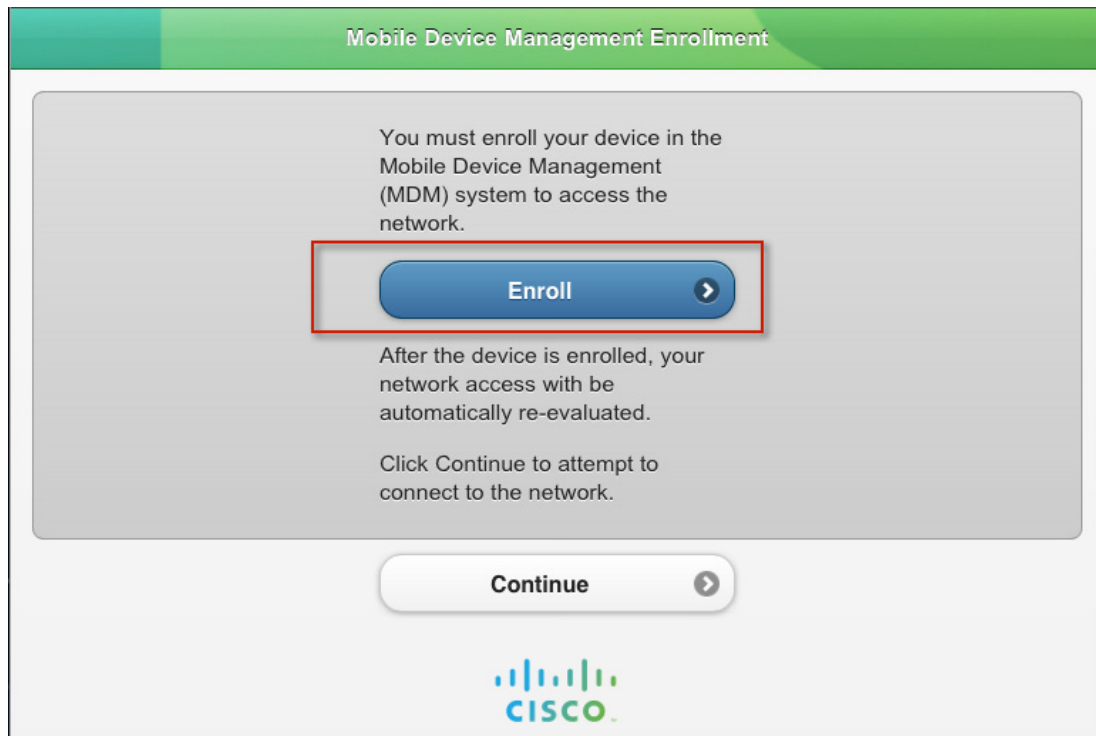 Mobile Device Management Enrollment
You must enroll your device in the
Mobile Device Management
(MDM) system to access the
network.
Enroll
After the device is enrolled, your
network access with be
automatically re-evaluated.
Click Continue to attempt to
connect to the network.
Continue
CISCO